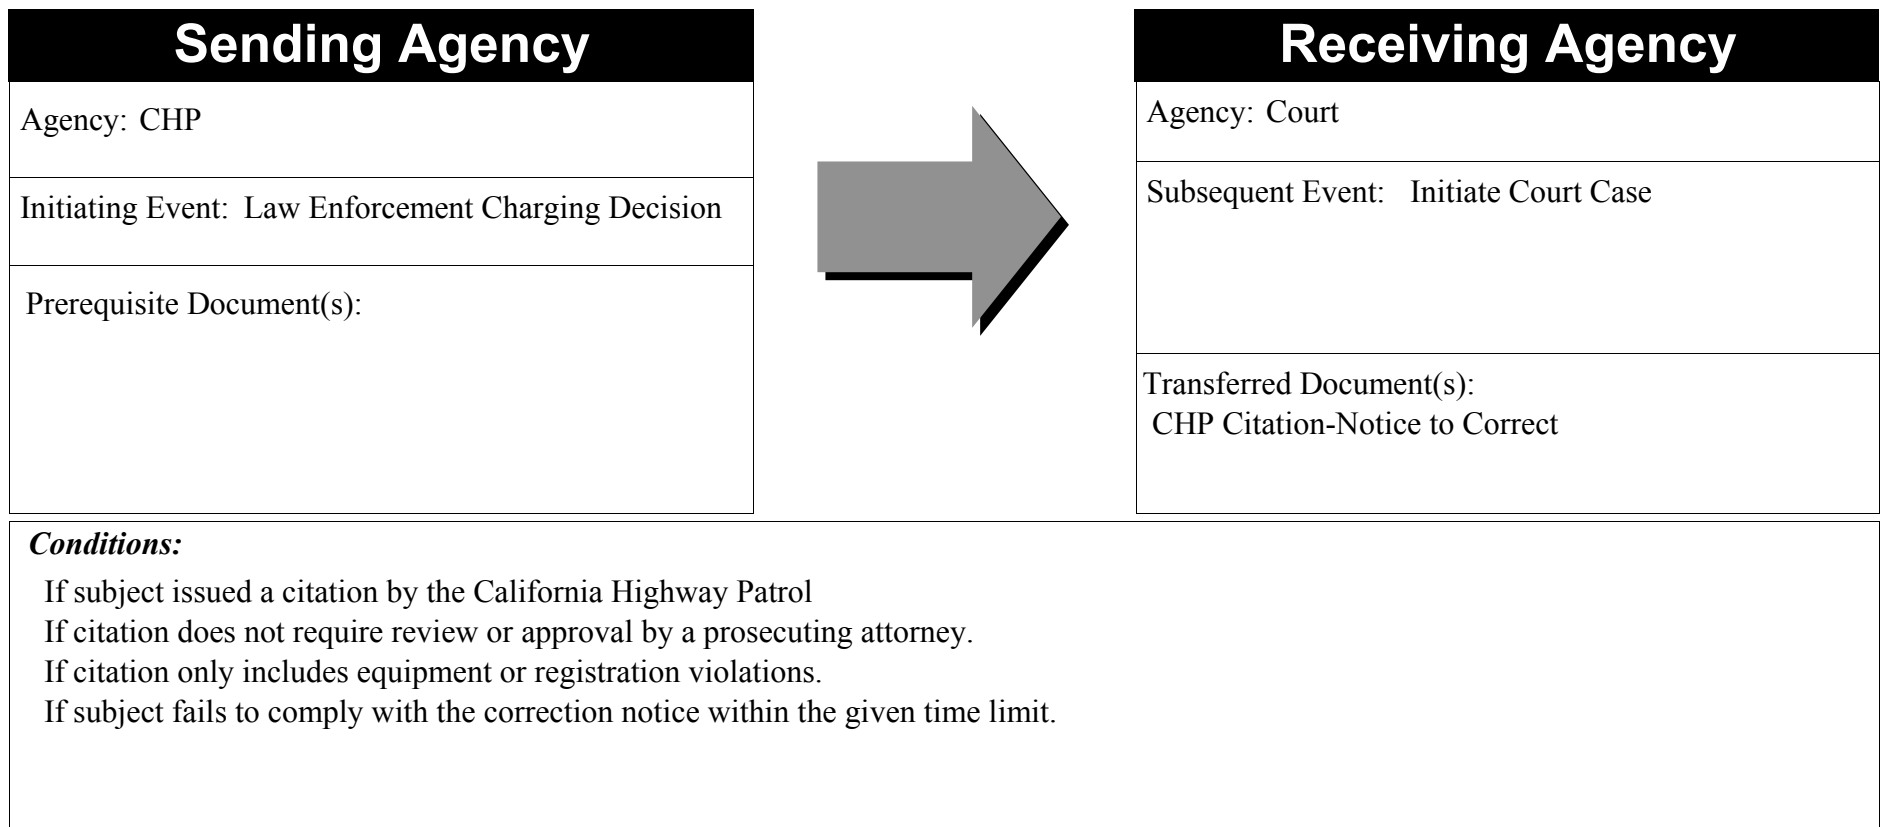 Sending Agency
Agency: CHP
Initiating Event: Law Enforcement Charging Decision
Prerequisite Document(s):
Receiving Agency
Agency: Court
Subsequent Event: Initiate Court Case
Transferred Document(s):
CHP Citation-Notice to Correct
Conditions:
If subject issued a citation by the California Highway Patrol
If citation does not require review or approval by a prosecuting attorney.
If citation only includes equipment or registration violations.
If subject fails to comply with the correction notice within the given time limit.